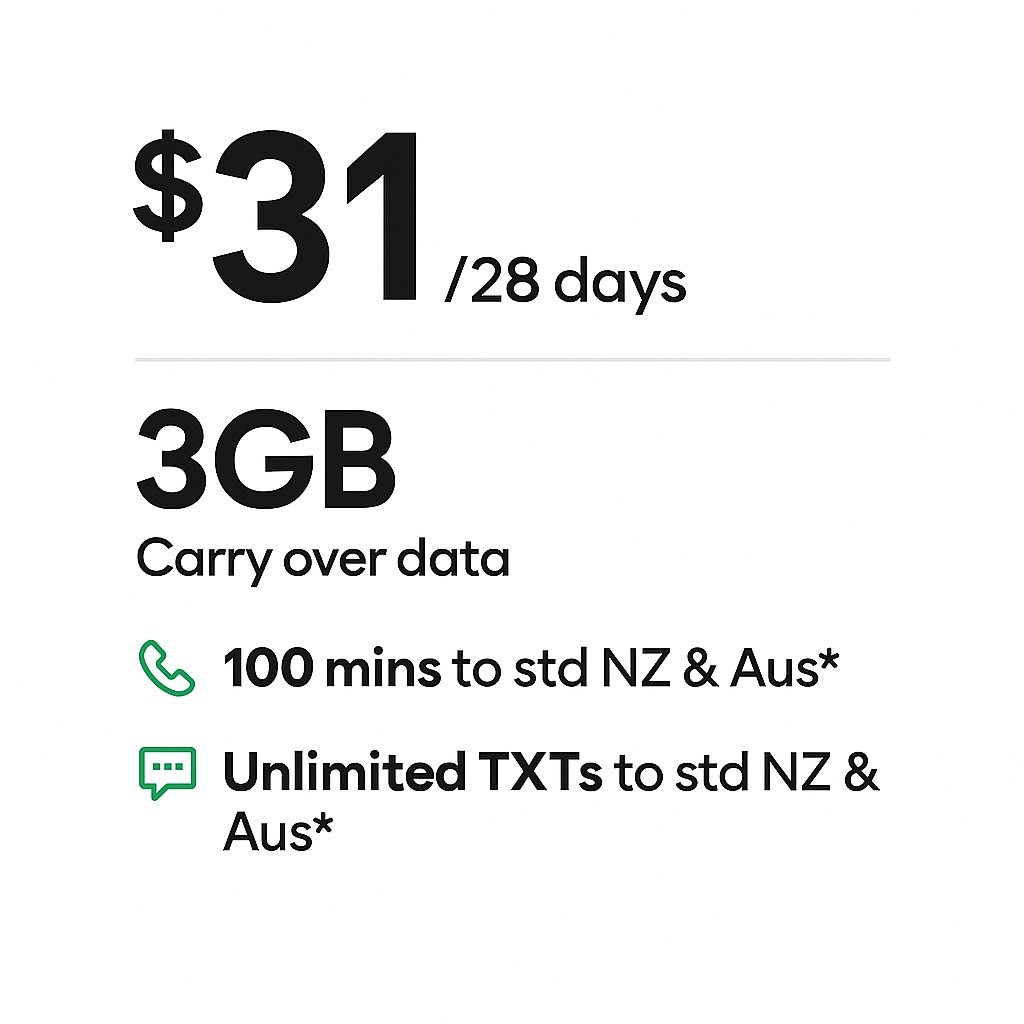 $31 /28 days
3GB
Carry over data
100 mins to std NZ & Aus*
Unlimited TXTs to std NZ &
Aus*